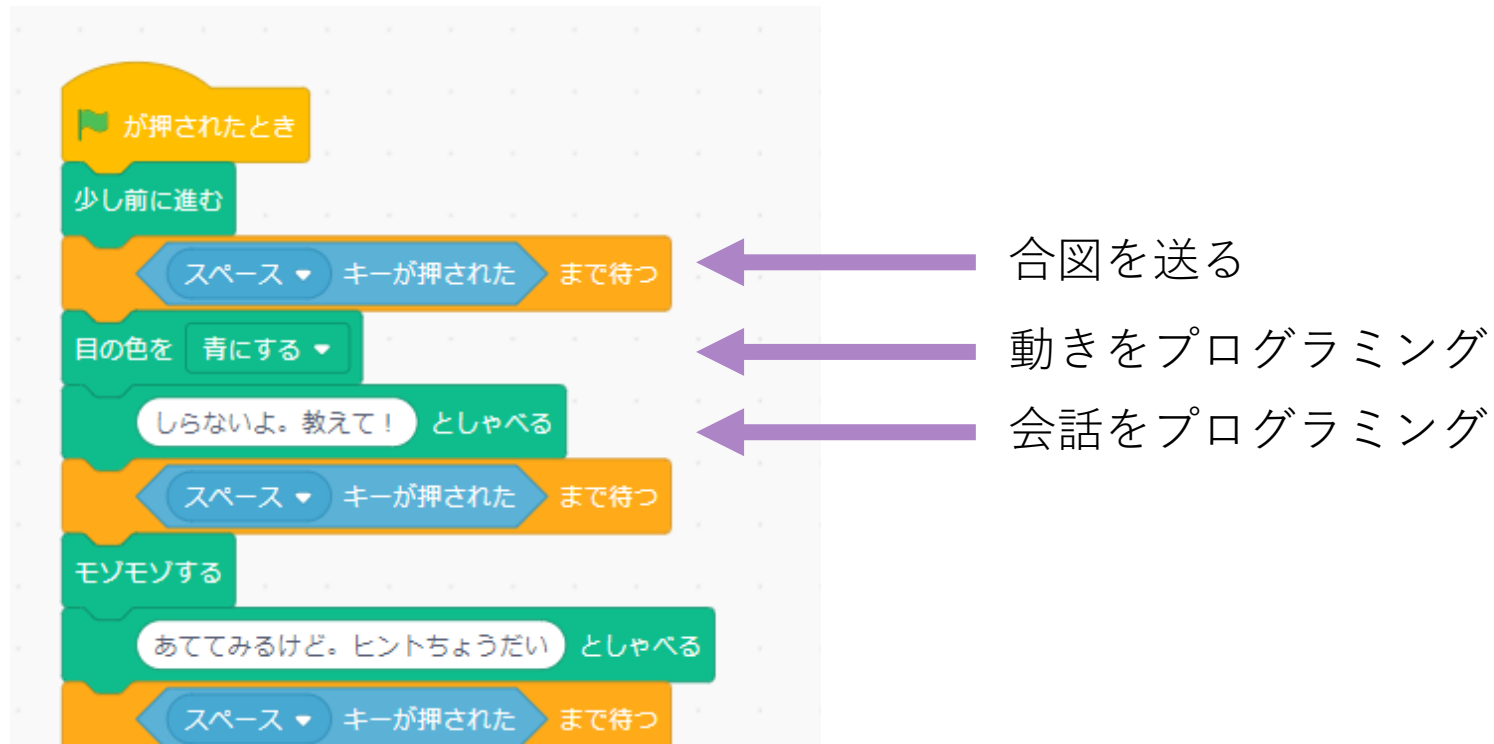 が押されたとき
少し前に進む
スペース キーが押された まで待つ
合図を送る
目の色を 青にする
動きをプログラミング
しらないよ。教えて！ としゃべる
会話をプログラミング
スペース キーが押された まで待つ
モゾモゾする
あててみるけど。ヒントちょうだい としゃべる
スペース キーが押された まで待つ